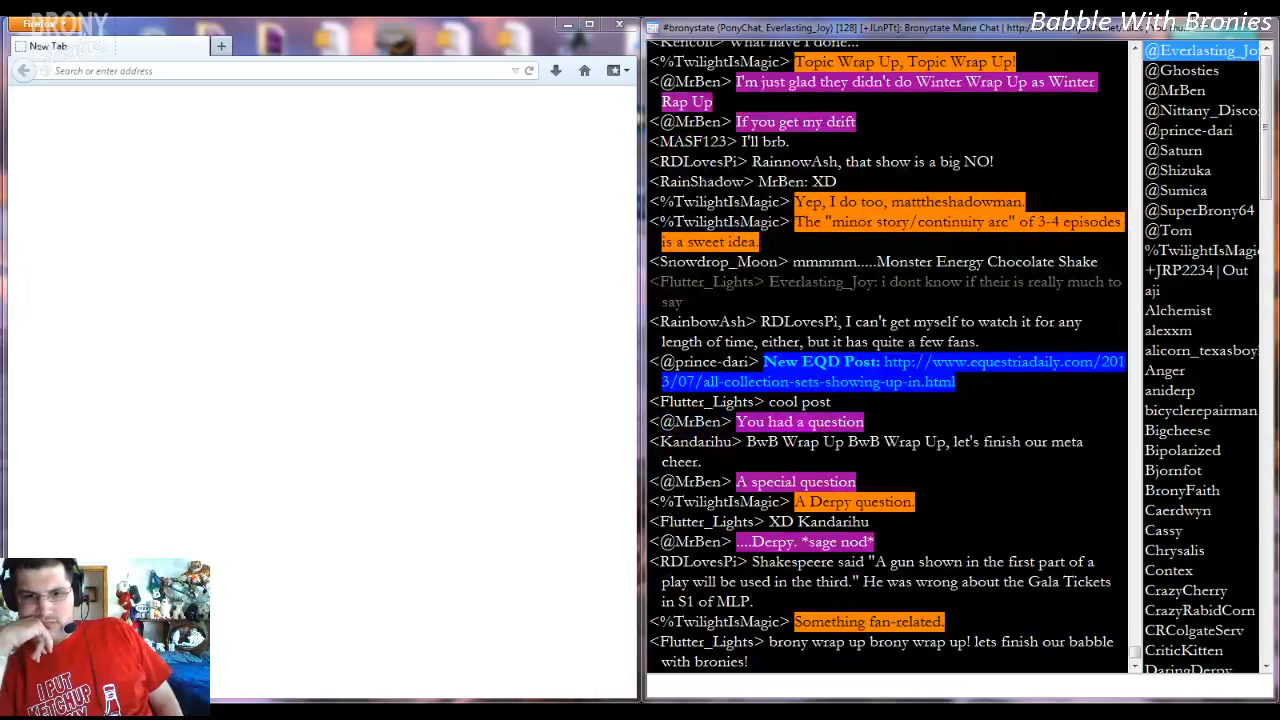 BRONY
Firefox
#bronystate (PonyChat, Everlasting_Joy) [128] [+JLnPTt]: Bronystate Mane Chat | http://
Babble With Bronies
New Tab
Search or enter address
<%TwilightIsMagic> Topic Wrap Up, Topic Wrap Up!
<@MrBen> I'm just glad they didn't do Winter Wrap Up as Winter
Rap Up
<@MrBen> If you get my drift
<MASF123> I'll brb.
<RDLovesPi> RainnowAsh, that show is a big NO!
<RainShadow> MrBen: XD
<%TwilightIsMagic> Yep, I do too, matttheshadowman.
<%TwilightIsMagic> The "minor story/continuity arc" of 3-4 episodes
is a sweet idea.
<Snowdrop_Moon> mmmmm.....Monster Energy Chocolate Shake
<Flutter_Lights> Everlasting_Joy: i dont know if their is really much to
say
<RainbowAsh> RDLovesPi, I can't get myself to watch it for any
length of time, either, but it has quite a few fans.
<@prince-dari> New EQD Post: http://www.equestriadaily.com/201
3/07/all-collection-sets-showing-up-in.html
<Flutter_Lights> cool post
<@MrBen> You had a question
<Kandarihu> BwB Wrap Up BwB Wrap Up, let's finish our meta
cheer.
<@MrBen> A special question
<%TwilightIsMagic> A Derpy question.
<Flutter_Lights> XD Kandarihu
<@MrBen> ....Derpy. *sage nod*
<RDLovesPi> Shakespeere said "A gun shown in the first part of a
play will be used in the third." He was wrong about the Gala Tickets
in S1 of MLP.
<%TwilightIsMagic> Something fan-related.
<Flutter_Lights> brony wrap up brony wrap up! lets finish our babble
with bronies!
@Everlasting_Jo
@Ghosties
@MrBen
@Nittany_Disco
@prince-dari
@Saturn
@Shizuka
@Sumica
@SuperBrony64
@Tom
%TwilightIsMagi
+JRP2234|Out
aji
Alchemist
alexxm
alicorn_texasboy
Anger
aniderp
bicyclerepairman
Bigcheese
Bipolarized
Bjornfot
BronyFaith
Caerdwyn
Cassy
Chrysalis
Contex
CrazyCherry
CrazyRabidCorn
CRColgateServ
CriticKitten
DaringDerpy
I PUT
KETCHUP